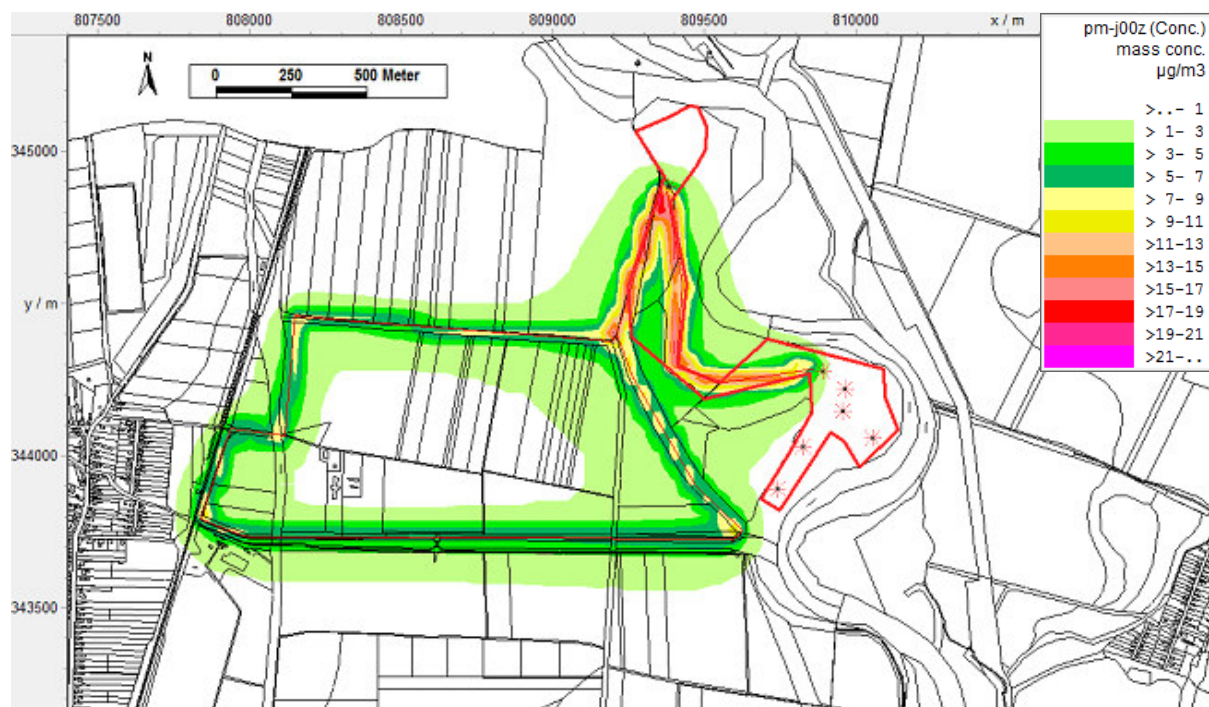 807500 808000 808500 809000 809500 810000 x / m
pm-j00z (Conc.)
mass conc.
µg/m3
>..- 1
> 1- 3
> 3- 5
> 5- 7
> 7- 9
> 9-11
>11-13
>13-15
>15-17
>17-19
>19-21
>21-..
N
0 250 500 Meter
345000
y / m
344000
343500